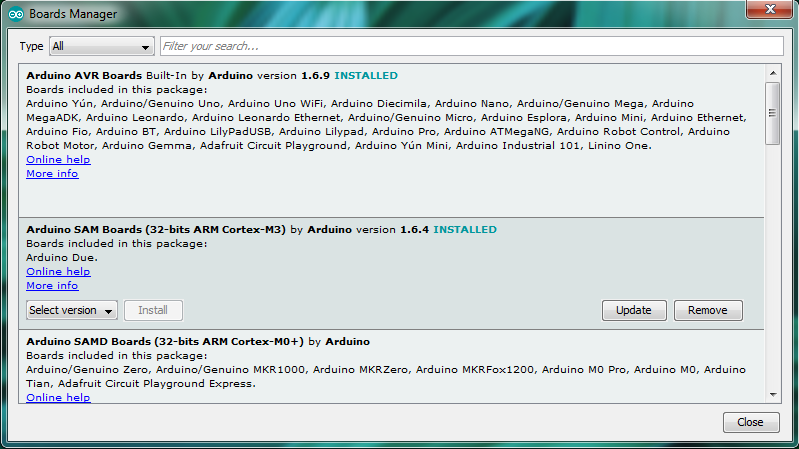 Boards Manager
Type All Filter your search...
Arduino AVR Boards Built-In by Arduino version 1.6.9 INSTALLED
Boards included in this package:
Arduino Yún, Arduino/Genuino Uno, Arduino Uno WiFi, Arduino Diecimila, Arduino Nano, Arduino/Genuino Mega, Arduino
MegaADK, Arduino Leonardo, Arduino Leonardo Ethernet, Arduino/Genuino Micro, Arduino Esplora, Arduino Mini, Arduino Ethernet,
Arduino Fio, Arduino BT, Arduino LilyPadUSB, Arduino Lilypad, Arduino Pro, Arduino ATMegaNG, Arduino Robot Control, Arduino
Robot Motor, Arduino Gemma, Adafruit Circuit Playground, Arduino Yún Mini, Arduino Industrial 101, Linino One.
Online help
More info
Arduino SAM Boards (32-bits ARM Cortex-M3) by Arduino version 1.6.4 INSTALLED
Boards included in this package:
Arduino Due.
Online help
More info
Select version Install Update Remove
Arduino SAMD Boards (32-bits ARM Cortex-M0+) by Arduino
Boards included in this package:
Arduino/Genuino Zero, Arduino/Genuino MKR1000, Arduino MKRZero, Arduino MKRFox1200, Arduino M0 Pro, Arduino M0, Arduino
Tian, Adafruit Circuit Playground Express.
Online help
Close